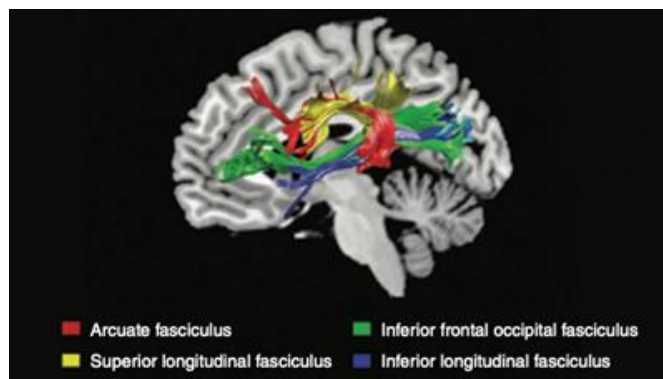 Arcuate fasciculus
Superior longitudinal fasciculus
Inferior frontal occipital fasciculus
Inferior longitudinal fasciculus